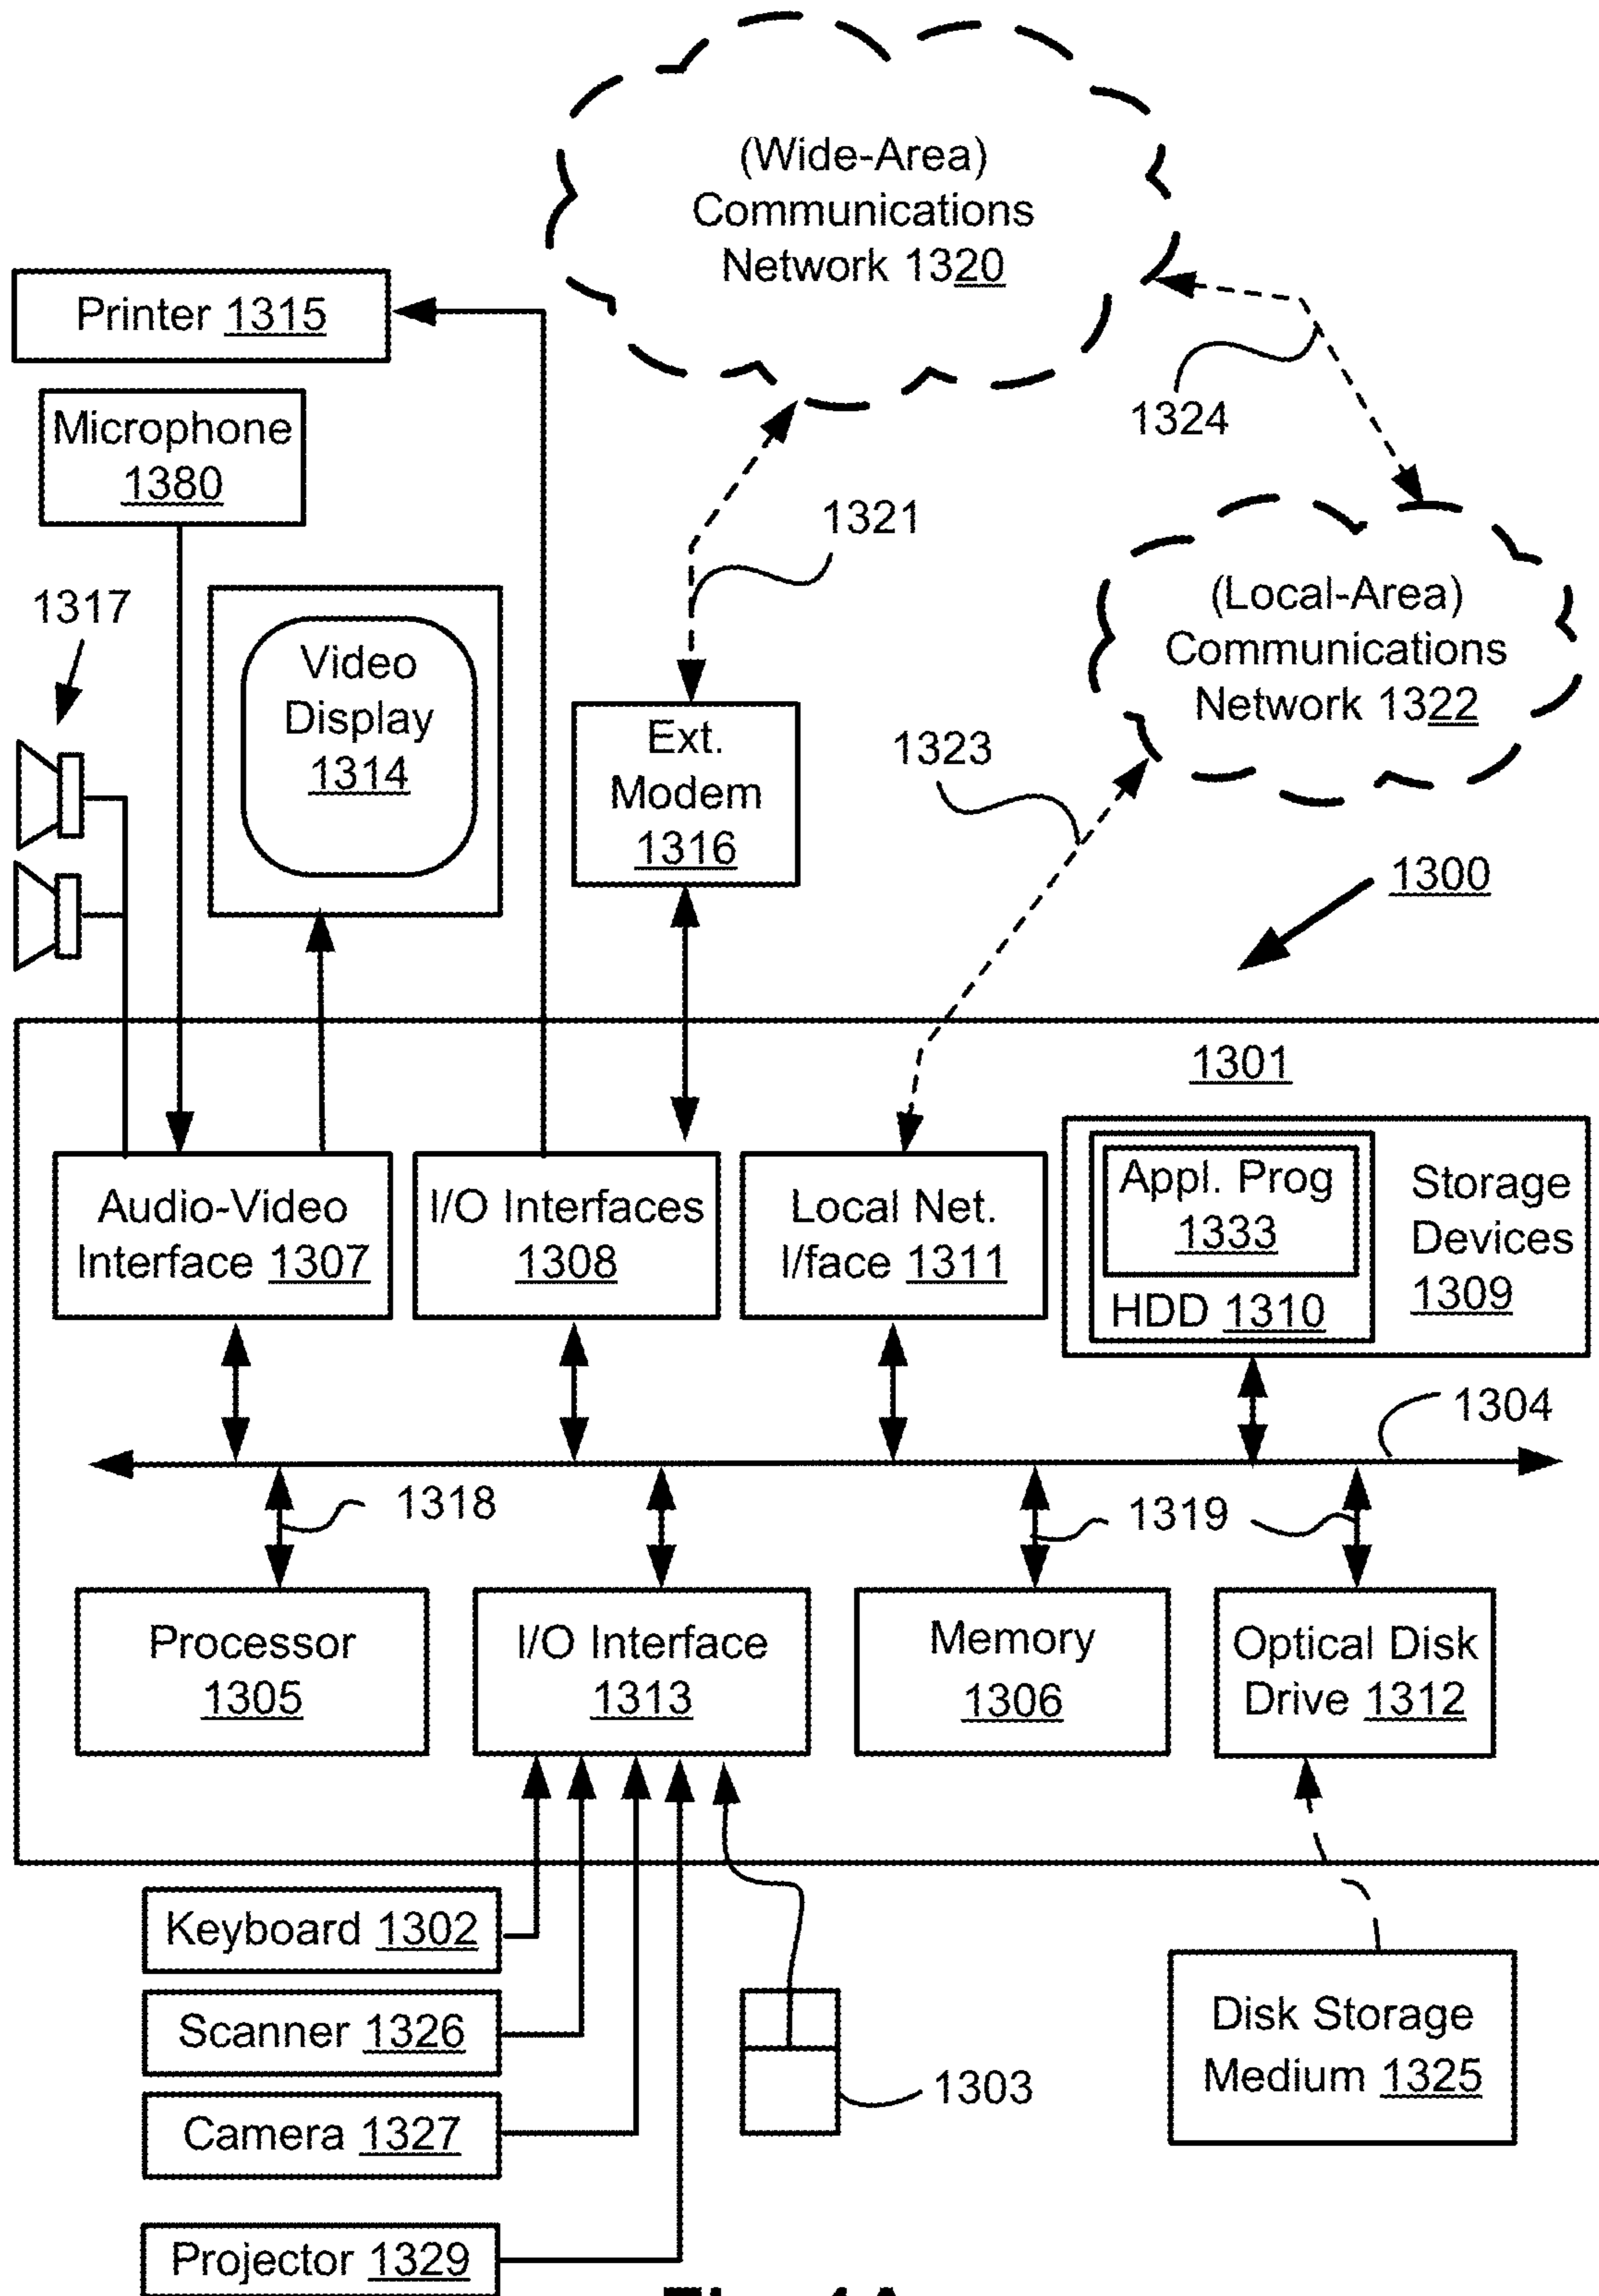 (Wide-Area)
Communications
Network 1320
Printer 1315
Microphone
1380
1324
1321
1317
Video
Display
1314
(Local-Area)
Communications
Network 1322
Ext.
Modem
1316
1323
1300
1301
Audio-Video
Interface 1307
I/O Interfaces
1308
Local Net.
I/face 1311
Appl. Prog
1333
HDD 1310
Storage
Devices
1309
1304
1318
1319
Processor
1305
I/O Interface
1313
Memory
1306
Optical Disk
Drive 1312
Keyboard 1302
Scanner 1326
Camera 1327
Projector 1329
1303
Disk Storage
Medium 1325